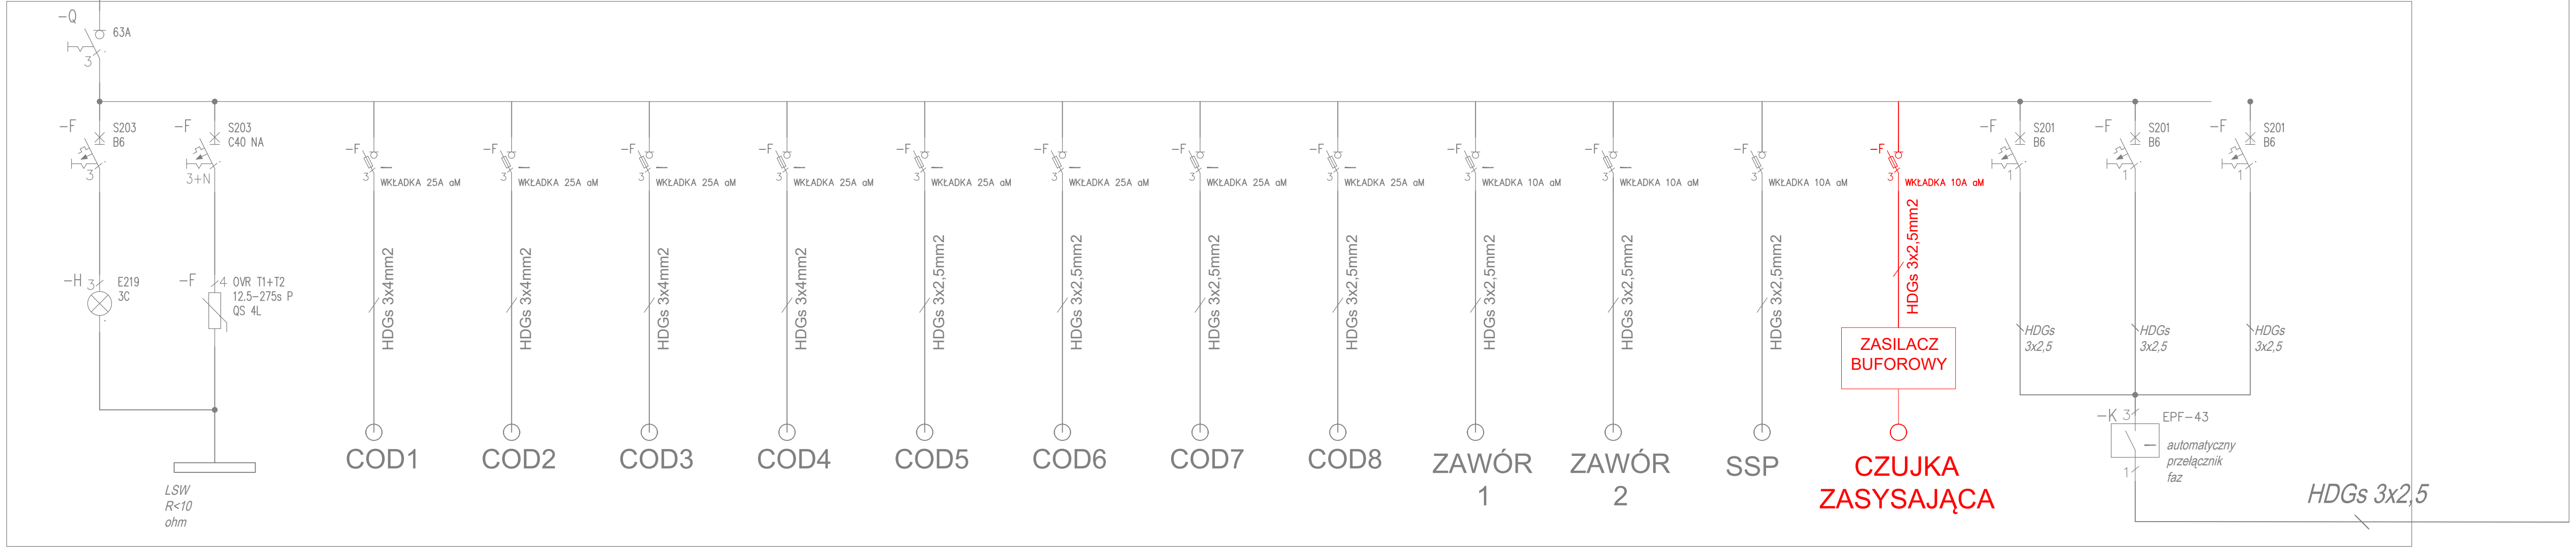 -Q
63A
3
-F
S203
B6
3
-F
S203
C40 NA
3+N
-F
3
WKŁADKA 25A aM
-F
3
WKŁADKA 25A aM
-F
3
WKŁADKA 25A aM
-F
3
WKŁADKA 25A aM
-F
3
WKŁADKA 25A aM
-F
3
WKŁADKA 25A aM
-F
3
WKŁADKA 25A aM
-F
3
WKŁADKA 25A aM
-F
3
WKŁADKA 10A aM
-F
3
WKŁADKA 10A aM
-F
3
WKŁADKA 10A aM
-F
3
WKŁADKA 10A aM
-F
S201
B6
1
-F
S201
B6
1
-F
S201
B6
1
-H 3
E219
3C
-F
4 OVR T1+T2
12.5-275s P
QS 4L
HDGs 3x4mm2
HDGs 3x4mm2
HDGs 3x4mm2
HDGs 3x4mm2
HDGs 3x2,5mm2
HDGs 3x2,5mm2
HDGs 3x2,5mm2
HDGs 3x2,5mm2
HDGs 3x2,5mm2
HDGs 3x2,5mm2
HDGs 3x2,5mm2
HDGs 3x2,5mm2
ZASILACZ
BUFOROWY
HDGs
3x2,5
HDGs
3x2,5
HDGs
3x2,5
LSW
R<10
ohm
COD1
COD2
COD3
COD4
COD5
COD6
COD7
COD8
ZAWÓR
1
ZAWÓR
2
SSP
CZUJKA
ZASYSAJĄCA
-K 3
EPF-43
automatyczny
przełącznik
faz
1
HDGs 3x2,5